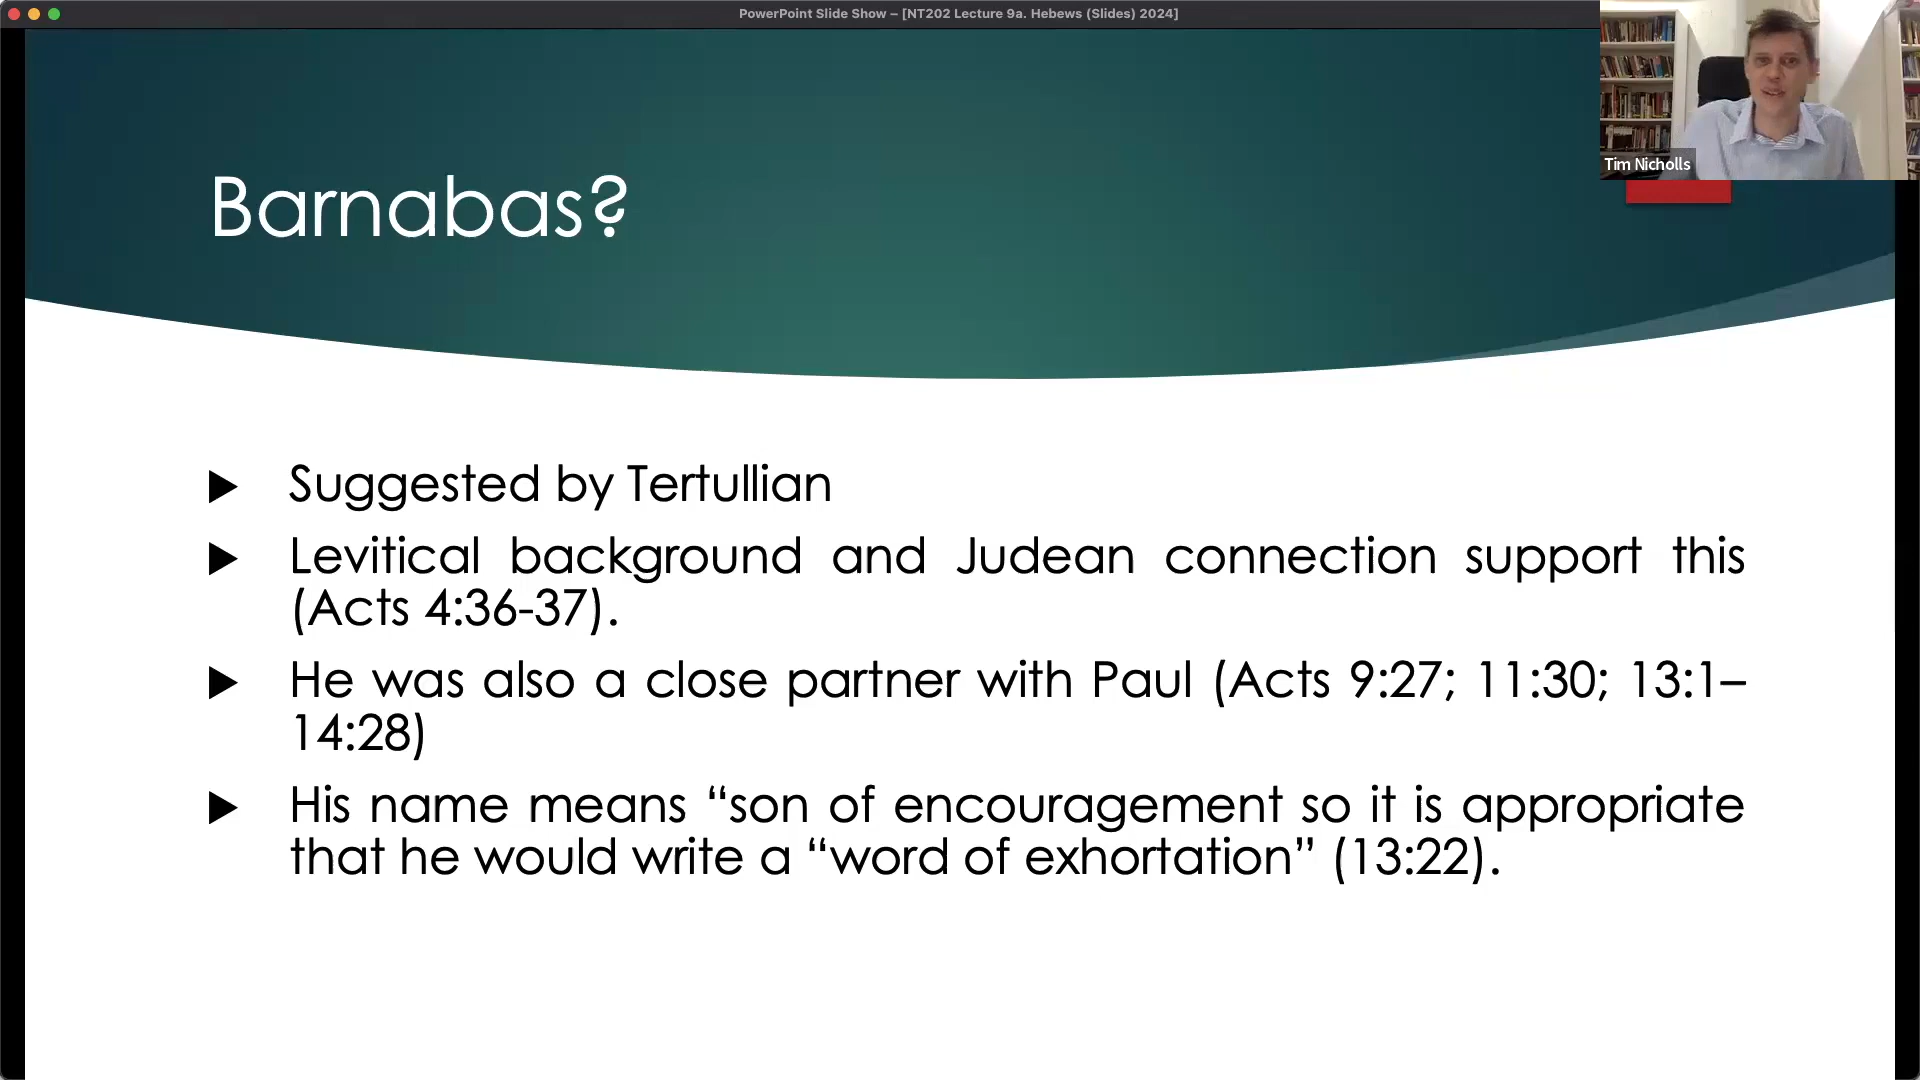 PowerPoint Slide Show – [NT202 Lecture 9a. Hebews (Slides) 2024]
Tim Nicholls
Barnabas?
Suggested by Tertullian
Levitical background and Judean connection support this
(Acts 4:36-37).
He was also a close partner with Paul (Acts 9:27; 11:30; 13:1–
14:28)
His name means “son of encouragement so it is appropriate
that he would write a “word of exhortation” (13:22).